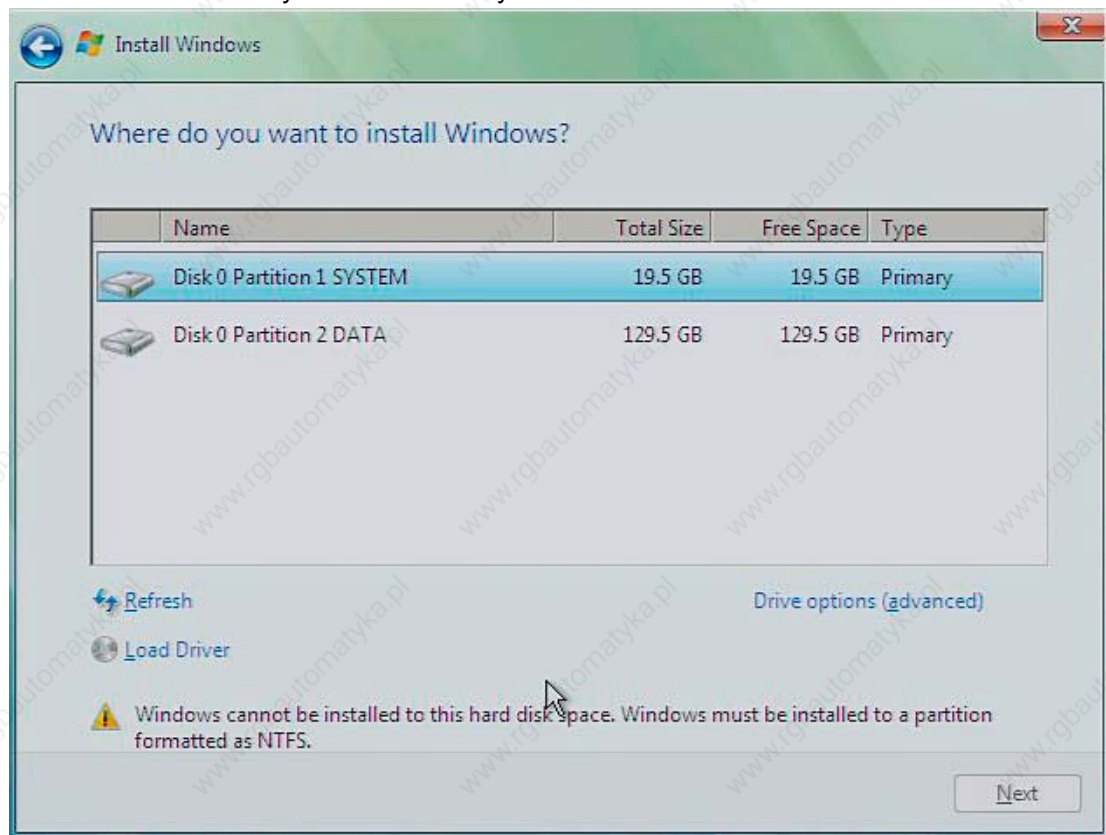 Install Windows
Where do you want to install Windows?
Name Total Size Free Space Type
Disk 0 Partition 1 SYSTEM 19.5 GB 19.5 GB Primary
Disk 0 Partition 2 DATA 129.5 GB 129.5 GB Primary
Refresh Drive options (advanced)
Load Driver
Windows cannot be installed to this hard disk space. Windows must be installed to a partition
formatted as NTFS.
Next
www.rgbautomatyka.pl